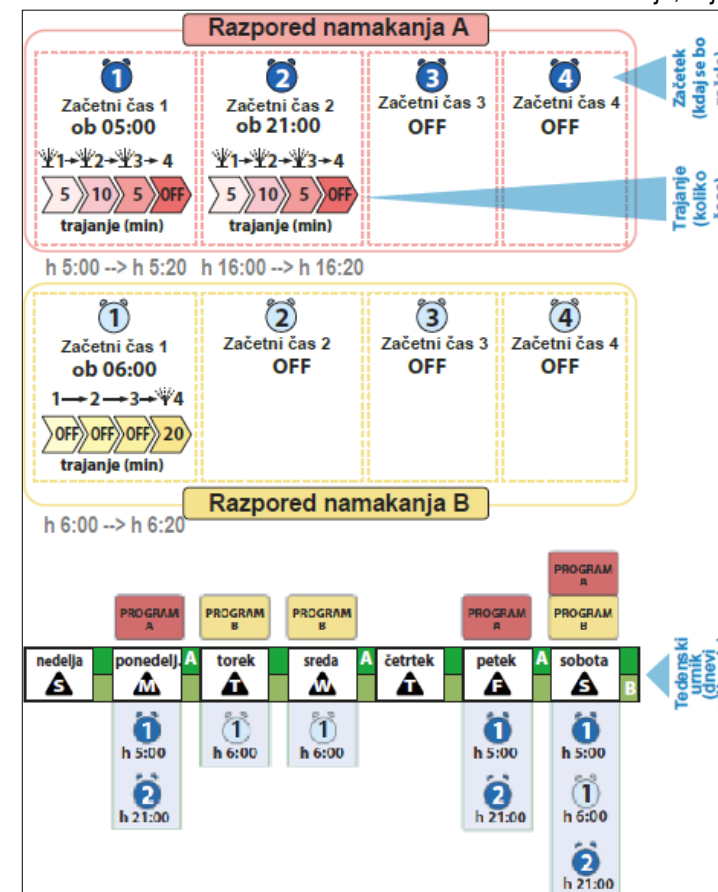 Razpored namakanja A
1 2 3 4
Začetni čas 1 Začetni čas 2 Začetni čas 3 Začetni čas 4
ob 05:00 ob 21:00 OFF OFF
1 2 3 4 1 2 3 4
5 10 5 OFF 5 10 5 OFF
trajanje (min) trajanje (min)
Začetek
(kdaj se bo
Trajanje
(koliko
h 5:00 --> h 5:20 h 16:00 --> h 16:20
1 2 3 4
Začetni čas 1 Začetni čas 2 Začetni čas 3 Začetni čas 4
ob 06:00 OFF OFF OFF
1 2 3 4
OFF OFF OFF 20
trajanje (min)
Razpored namakanja B
h 6:00 --> h 6:20
PROGRAM
A
PROGRAM PROGRAM PROGRAM PROGRAM PROGRAM
A B B A B
nedelja ponedelj. A torek sreda A četrtek petek A sobota
S M T W T F S B
Tedenski
urnik
(dnevi
1 1 1 1 1
h 5:00 h 6:00 h 6:00 h 5:00 h 5:00
2 2 1
h 21:00 h 21:00 h 6:00
2
h 21:00